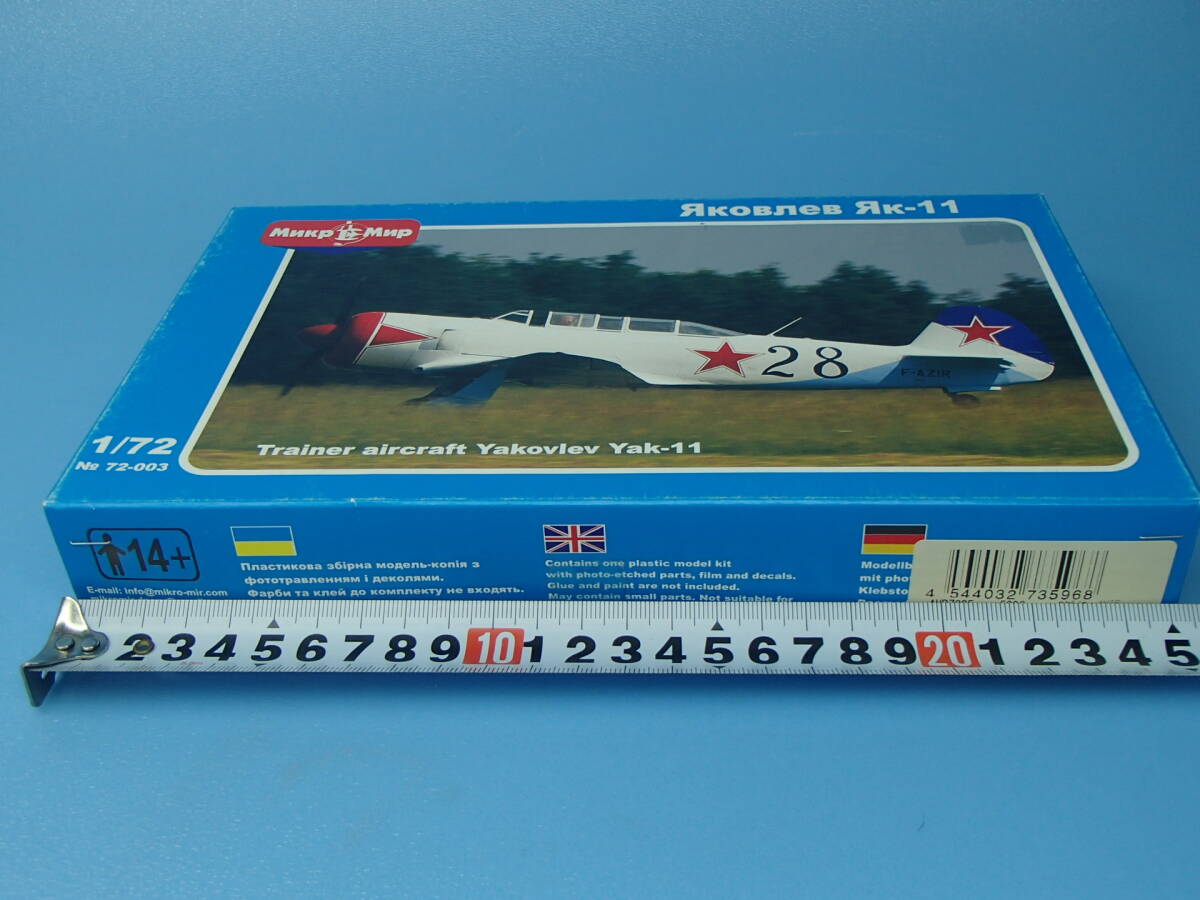 Яковлев Як-11
Микро Мир
28
F-AZIR
1/72
№ 72-003
Trainer aircraft Yakovlev Yak-11
14+
E-mail: info@mikro-mir.com
Пластикова збірна модель-копія з
фототравленням і деколями.
Фарби та клей до комплекту не входять.
Contains one plastic model kit
with photo-etched parts, film and decals.
Glue and paint are not included.
May contain small parts. Not suitable for
Modellb
mit pho
Klebsto
4 544032 735968
2 3 4 5 6 7 8 9 10 1 2 3 4 5 6 7 8 9 20 1 2 3 4 5